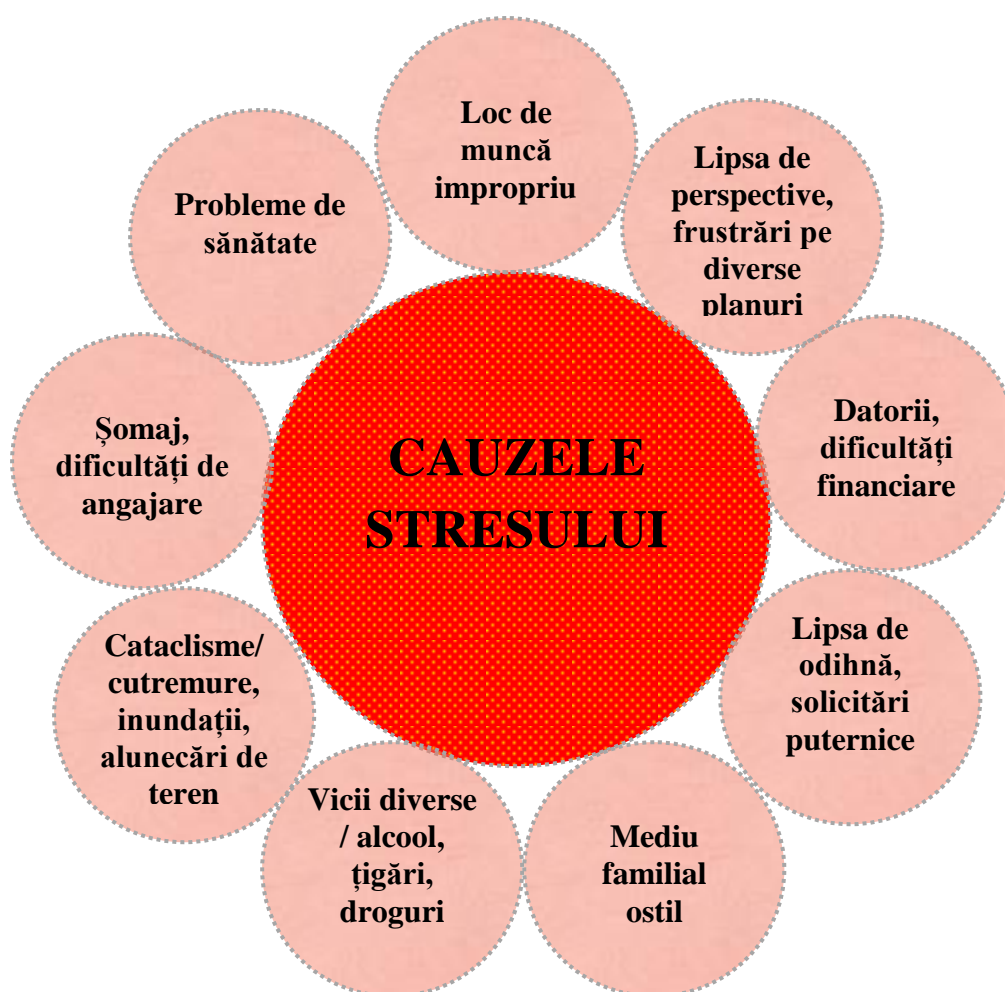 Loc de
muncă
impropriu
Lipsa de
perspective,
frustrări pe
diverse
planuri
Probleme de
sănătate
Datorii,
dificultăți
financiare
Șomaj,
dificultăți de
angajare
CAUZELE
STRESULUI
Lipsa de
odihnă,
solicitări
puternice
Cataclisme/
cutremure,
inundații,
alunecări de
teren
Vicii diverse
/ alcool,
țigări,
droguri
Mediu
familial
ostil